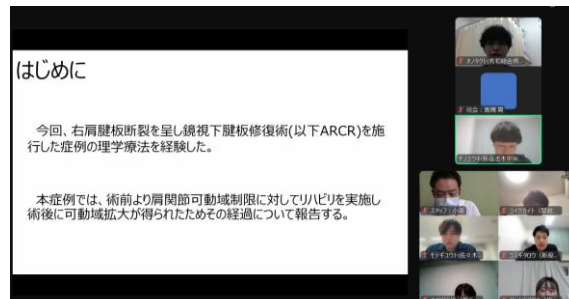 はじめに
今回、右肩腱板断裂を呈し鏡視下腱板修復術(以下ARCR)を施
行した症例の理学療法を経験した。
本症例では、術前より肩関節可動域制限に対してリハビリを実施し
術後に可動域拡大が得られたためその経過について報告する。